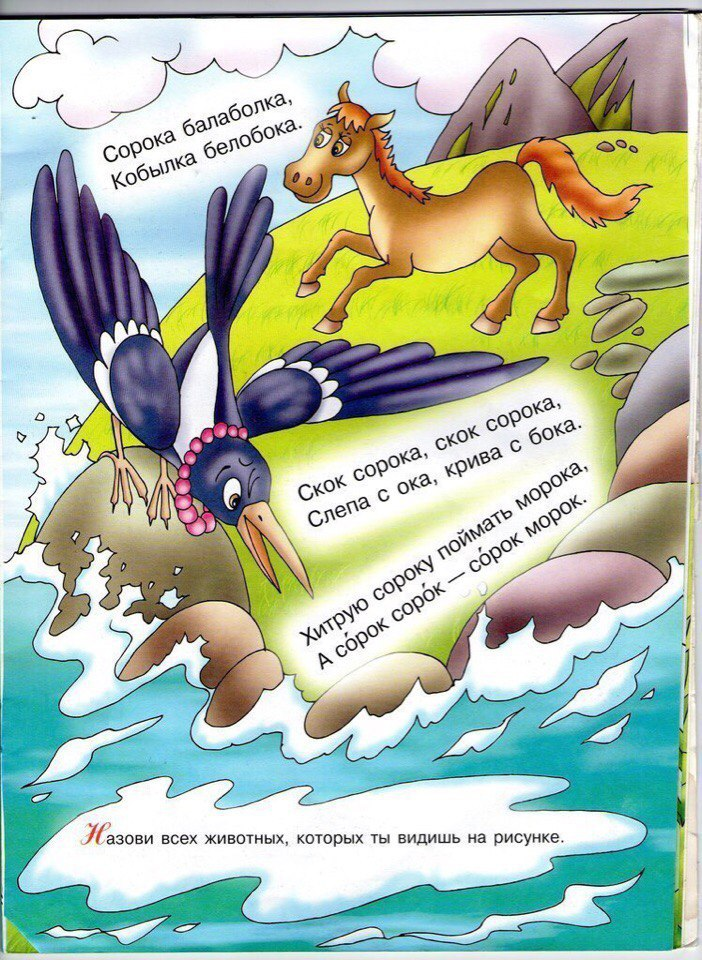 Сорока балаболка,
Кобылка белобока.
Скок сорока, скок сорока,
Слепа с ока, крива с бока.
Хитрую сороку поймать морока,
А со́рок соро́к — со́рок морок.
Назови всех животных, которых ты видишь на рисунке.